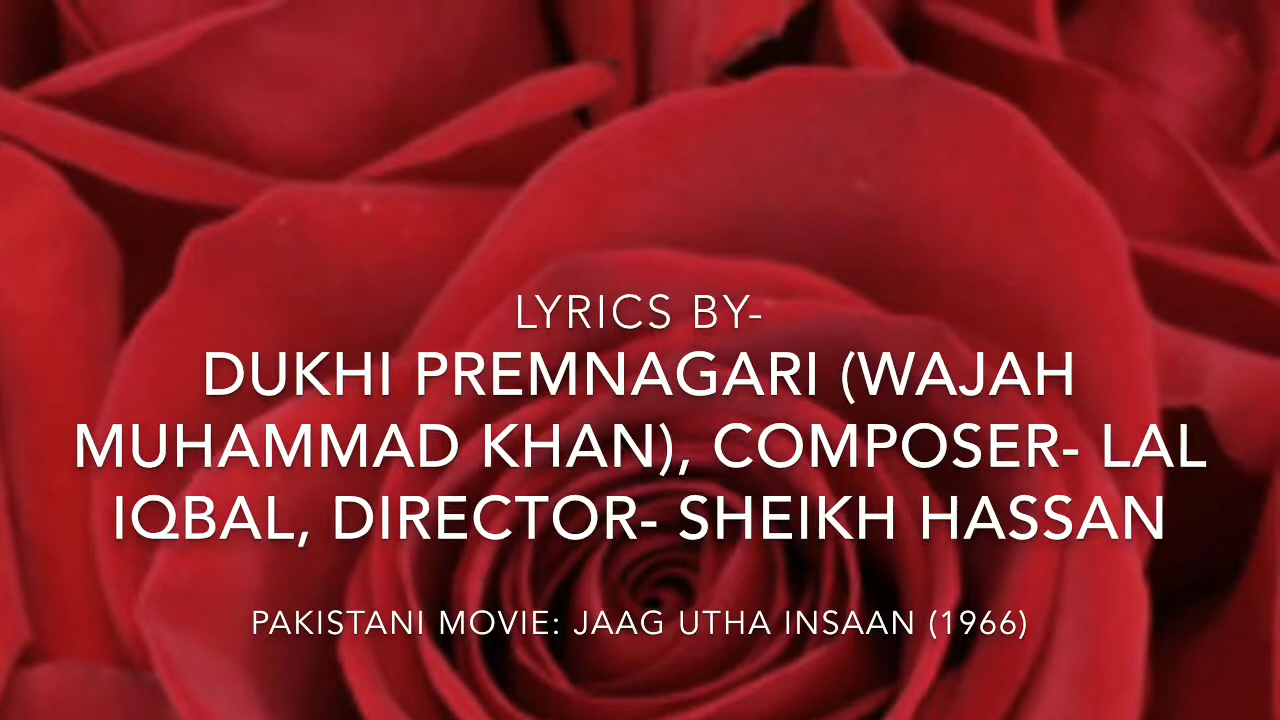 LYRICS BY-
DUKHI PREMNAGARI (WAJAH
MUHAMMAD KHAN), COMPOSER- LAL
IQBAL, DIRECTOR- SHEIKH HASSAN
PAKISTANI MOVIE: JAAG UTHA INSAAN (1966)